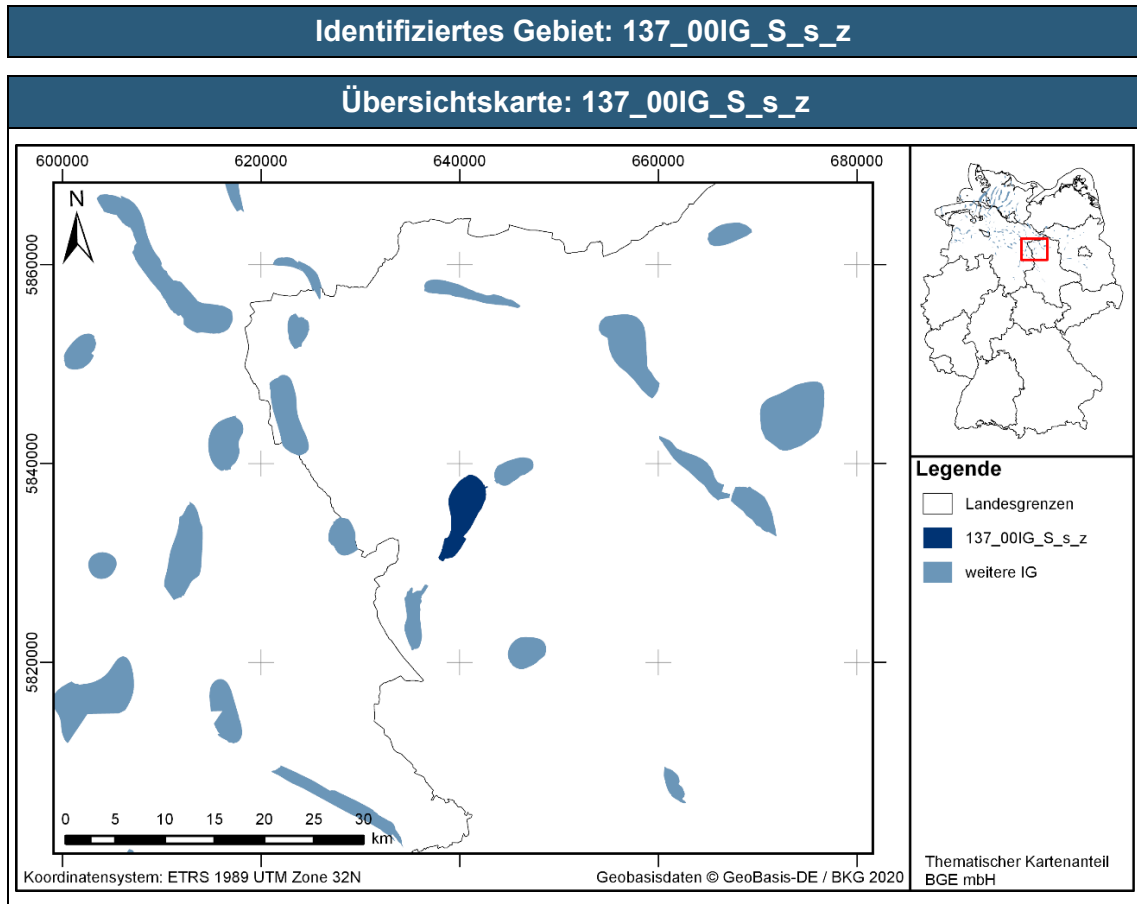 Identifiziertes Gebiet: 137_00IG_S_s_z
Übersichtskarte: 137_00IG_S_s_z
600000 620000 640000 660000 680000
N
5860000
5840000
5820000
0 5 10 15 20 25 30
km
Koordinatensystem: ETRS 1989 UTM Zone 32N
Geobasisdaten © GeoBasis-DE / BKG 2020
Legende
Landesgrenzen
137_00IG_S_s_z
weitere IG
Thematischer Kartenanteil
BGE mbH